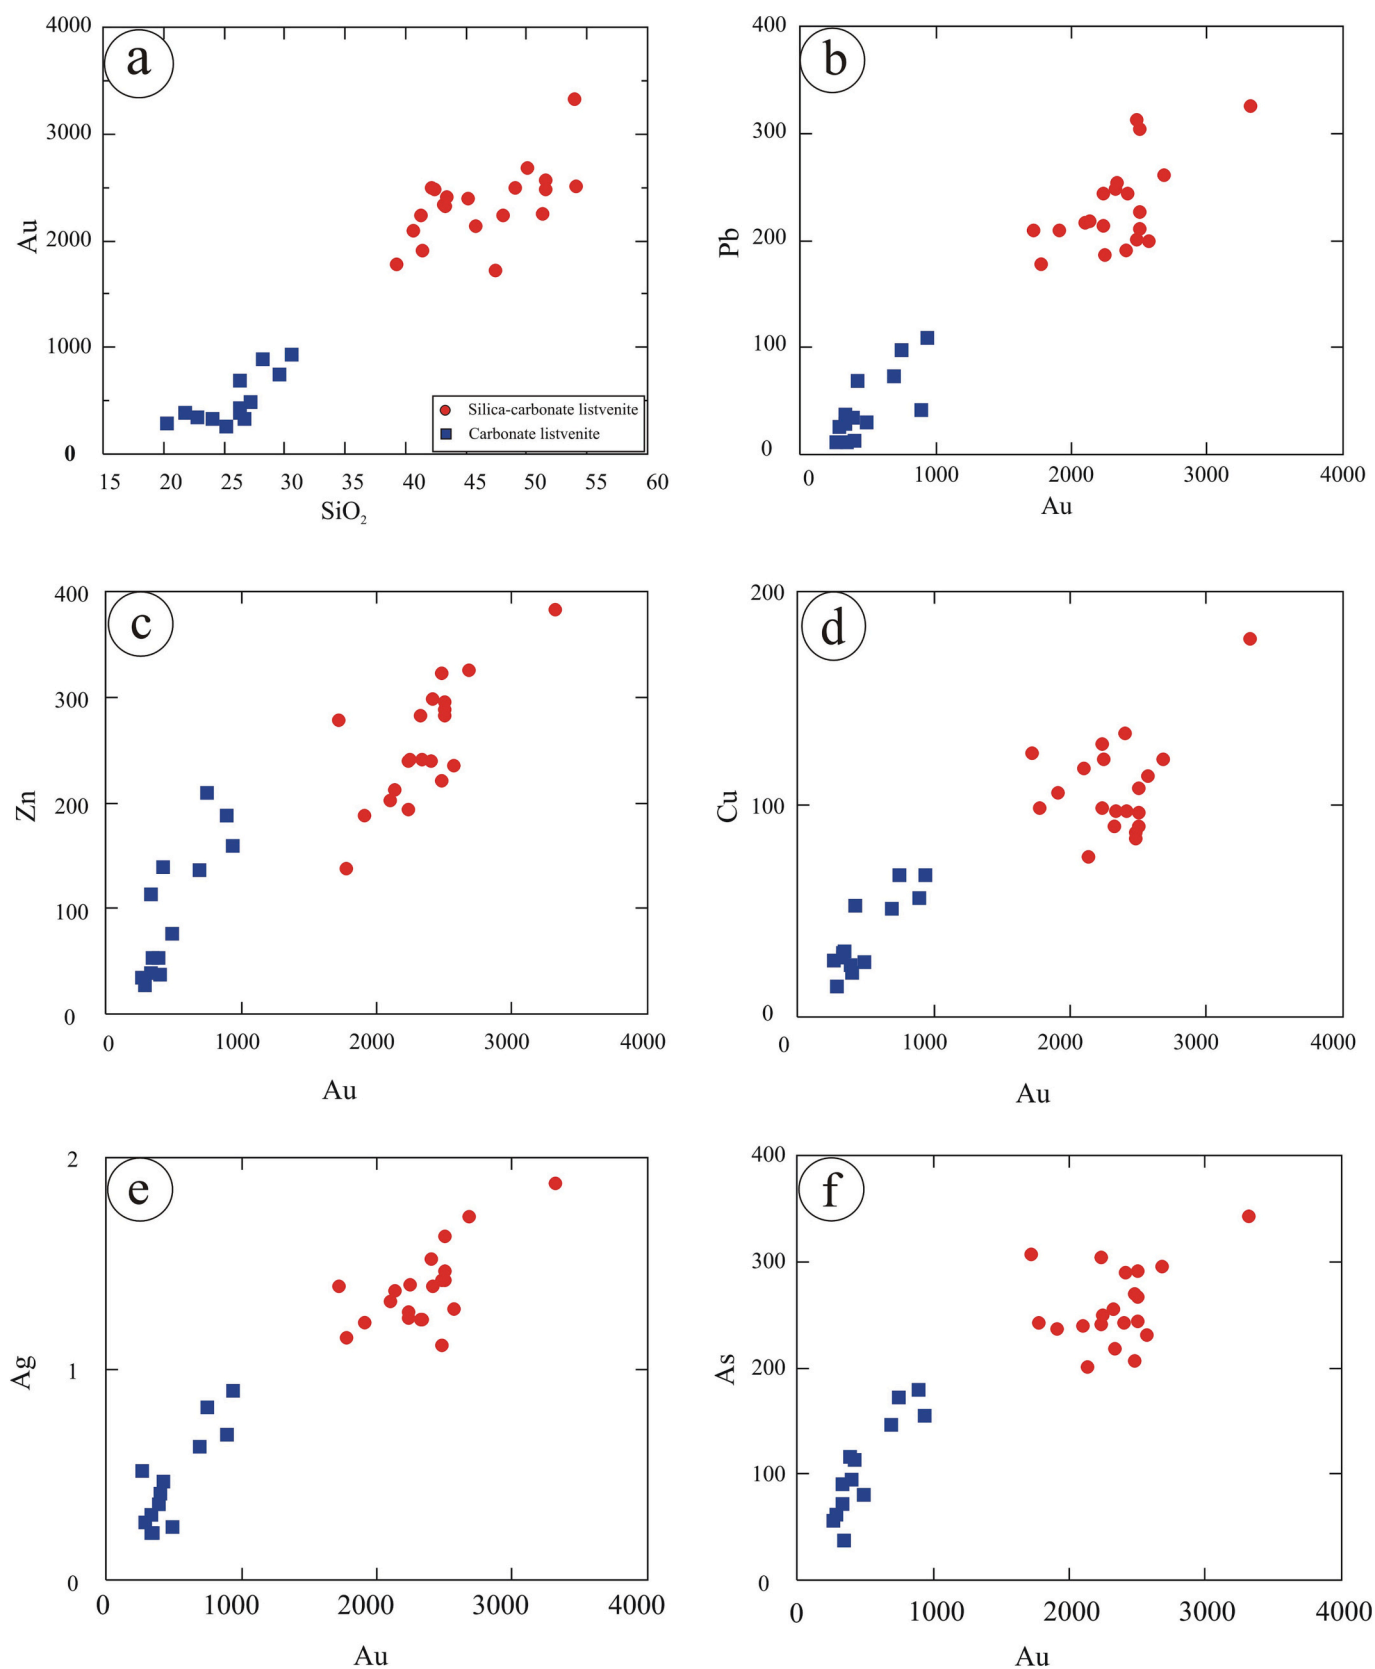 a
4000
3000
2000
1000
0
Au
15 20 25 30 35 40 45 50 55 60
SiO₂
Silica-carbonate listvenite
Carbonate listvenite
b
400
300
200
100
0
Pb
0 1000 2000 3000 4000
Au
c
400
300
200
100
0
Zn
0 1000 2000 3000 4000
Au
d
200
100
0
Cu
0 1000 2000 3000 4000
Au
e
2
1
0
Ag
0 1000 2000 3000 4000
Au
f
400
300
200
100
0
As
0 1000 2000 3000 4000
Au